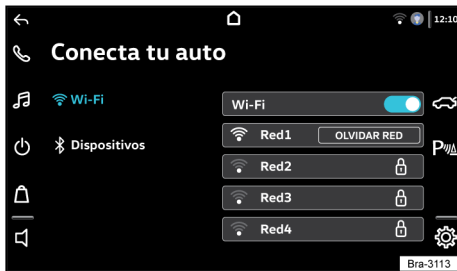 12:10
Conecta tu auto
Wi-Fi
Wi-Fi
Red1 OLVIDAR RED
Dispositivos
Red2
Red3
Red4
P
Bra-3113